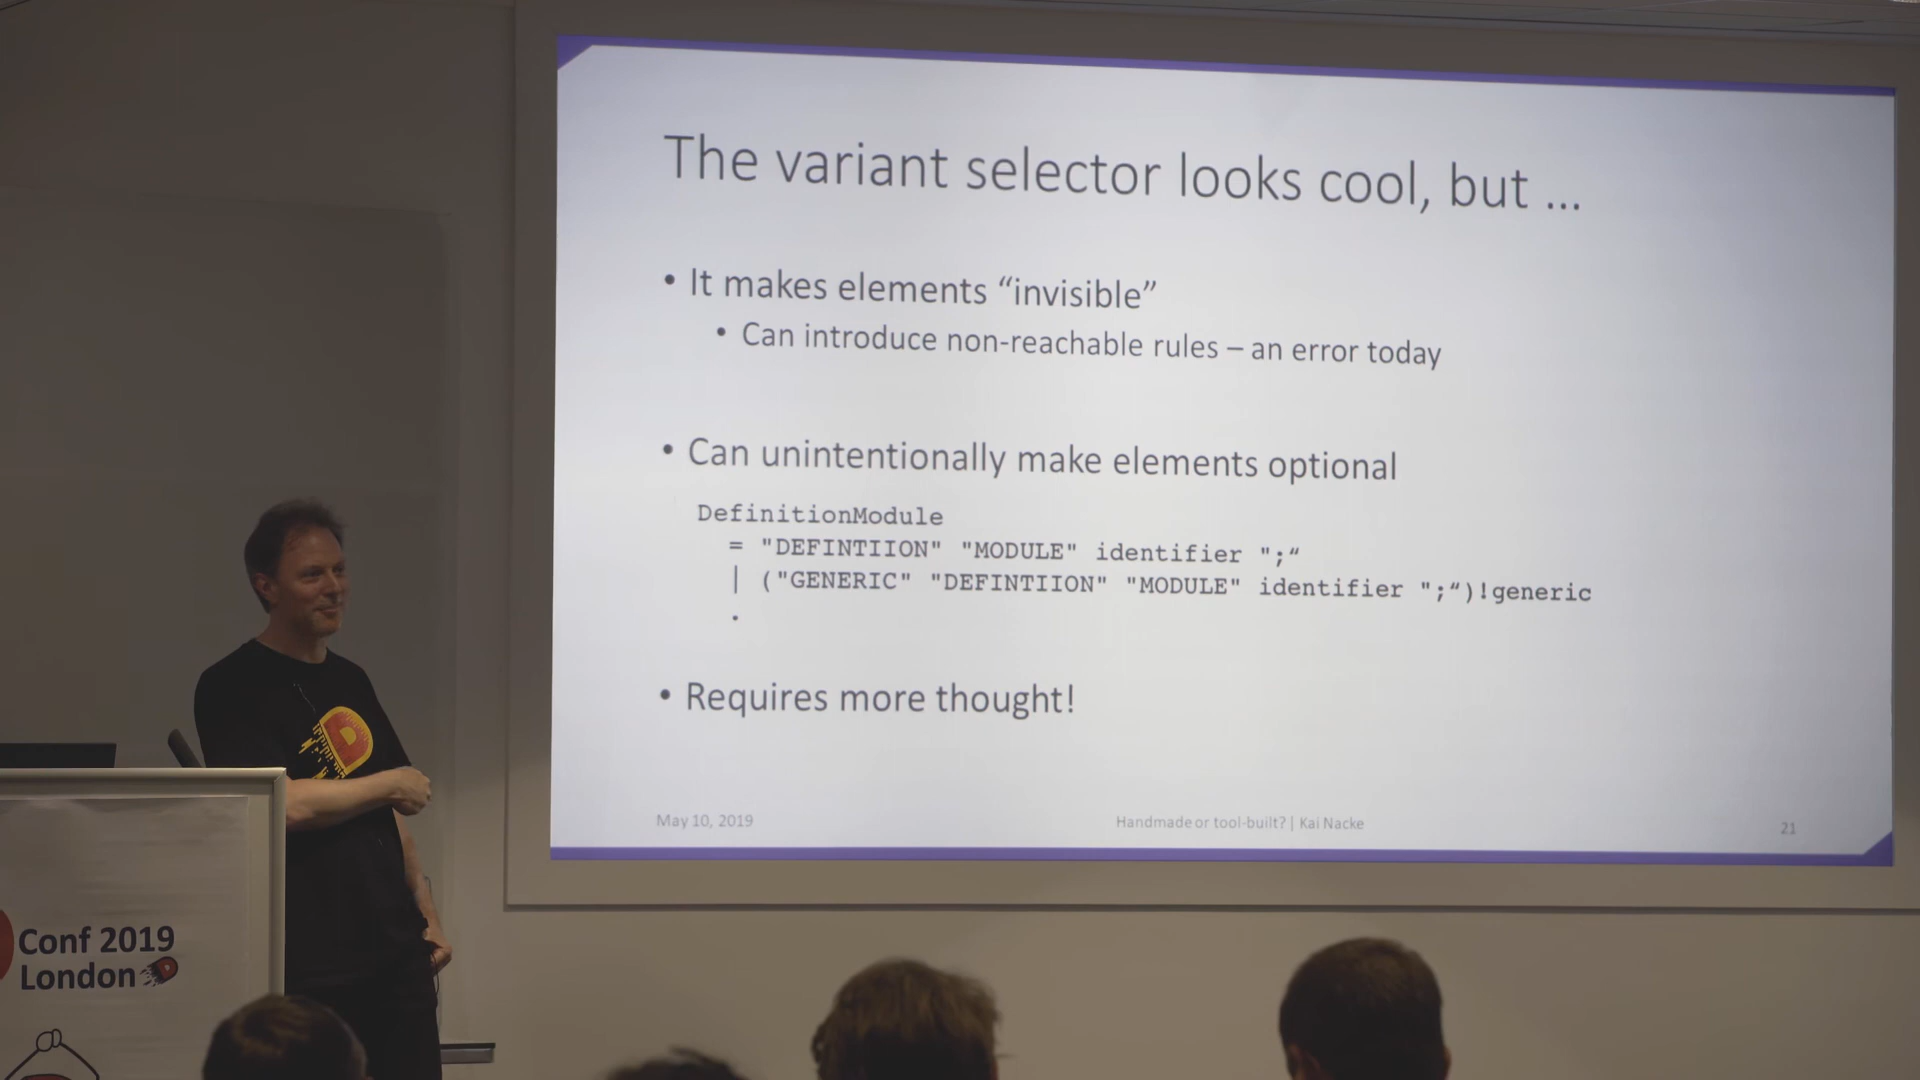 The variant selector looks cool, but ...
• It makes elements “invisible”
• Can introduce non-reachable rules – an error today
• Can unintentionally make elements optional
DefinitionModule
= "DEFINTIION" "MODULE" identifier ";“
| ("GENERIC" "DEFINTIION" "MODULE" identifier ";“)!generic
.
• Requires more thought!
May 10, 2019
Handmade or tool-built? | Kai Nacke
21
D
Conf 2019
London